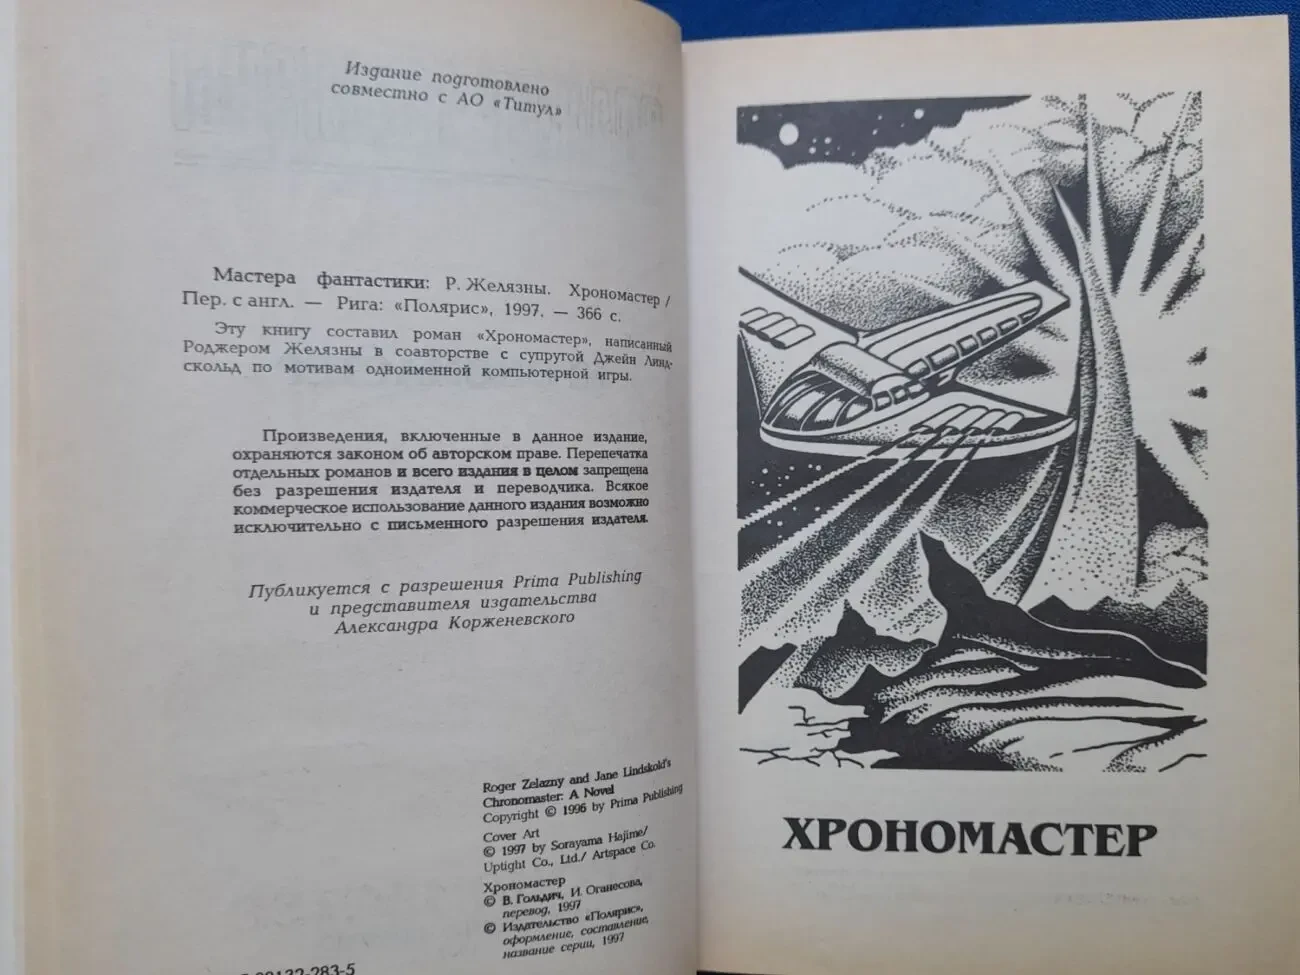 Издание подготовлено
совместно с АО «Титул»
Мастера фантастики: Р. Желязны. Хрономастер /
Пер. с англ. — Рига: «Полярис», 1997. — 366 с.
Эту книгу составил роман «Хрономастер», написанный
Роджером Желязны в соавторстве с супругой Джейн Линд-
скольд по мотивам одноименной компьютерной игры.
Произведения, включенные в данное издание,
охраняются законом об авторском праве. Перепечатка
отдельных романов и всего издания в целом запрещена
без разрешения издателя и переводчика. Всякое
коммерческое использование данного издания возможно
исключительно с письменного разрешения издателя.
Публикуется с разрешения Prima Publishing
и представителя издательства
Александра Корженевского
Roger Zelazny and Jane Lindskold's
Chronomaster: A Novel
Copyright © 1996 by Prima Publishing
Cover Art
© 1997 by Sorayama Hajime/
Uptight Co., Ltd./ Artspace Co.
Хрономастер
© В. Гольдич, И. Оганесова,
перевод, 1997
© Издательство «Полярис»,
оформление, составление,
название серии, 1997
00132-283-5
ХРОНОМАСТЕР